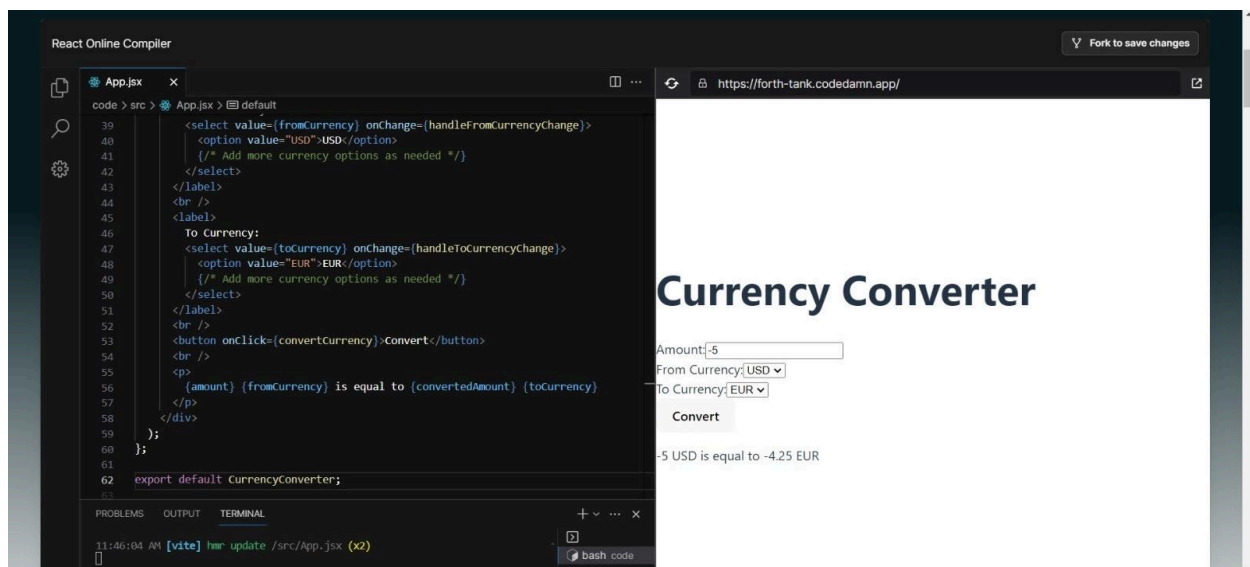 React Online Compiler
Fork to save changes
App.jsx
https://forth-tank.codedamn.app/
code > src > App.jsx > default
39 <select value={fromCurrency} onChange={handleFromCurrencyChange}>
40 <option value="USD">USD</option>
41 {/* Add more currency options as needed */}
42 </select>
43 </label>
44 <br />
45 <label>
46 To Currency:
47 <select value={toCurrency} onChange={handleToCurrencyChange}>
48 <option value="EUR">EUR</option>
49 {/* Add more currency options as needed */}
50 </select>
51 </label>
52 <br />
53 <button onClick={convertCurrency}>Convert</button>
54 <br />
55 <p>
56 {amount} {fromCurrency} is equal to {convertedAmount} {toCurrency}
57 </p>
58 </div>
59 );
60 };
61
62 export default CurrencyConverter;
63
PROBLEMS OUTPUT TERMINAL
11:46:04 AM [vite] hmr update /src/App.jsx (x2)
bash code
Currency Converter
Amount:-5
From Currency:USD
To Currency:EUR
Convert
-5 USD is equal to -4.25 EUR